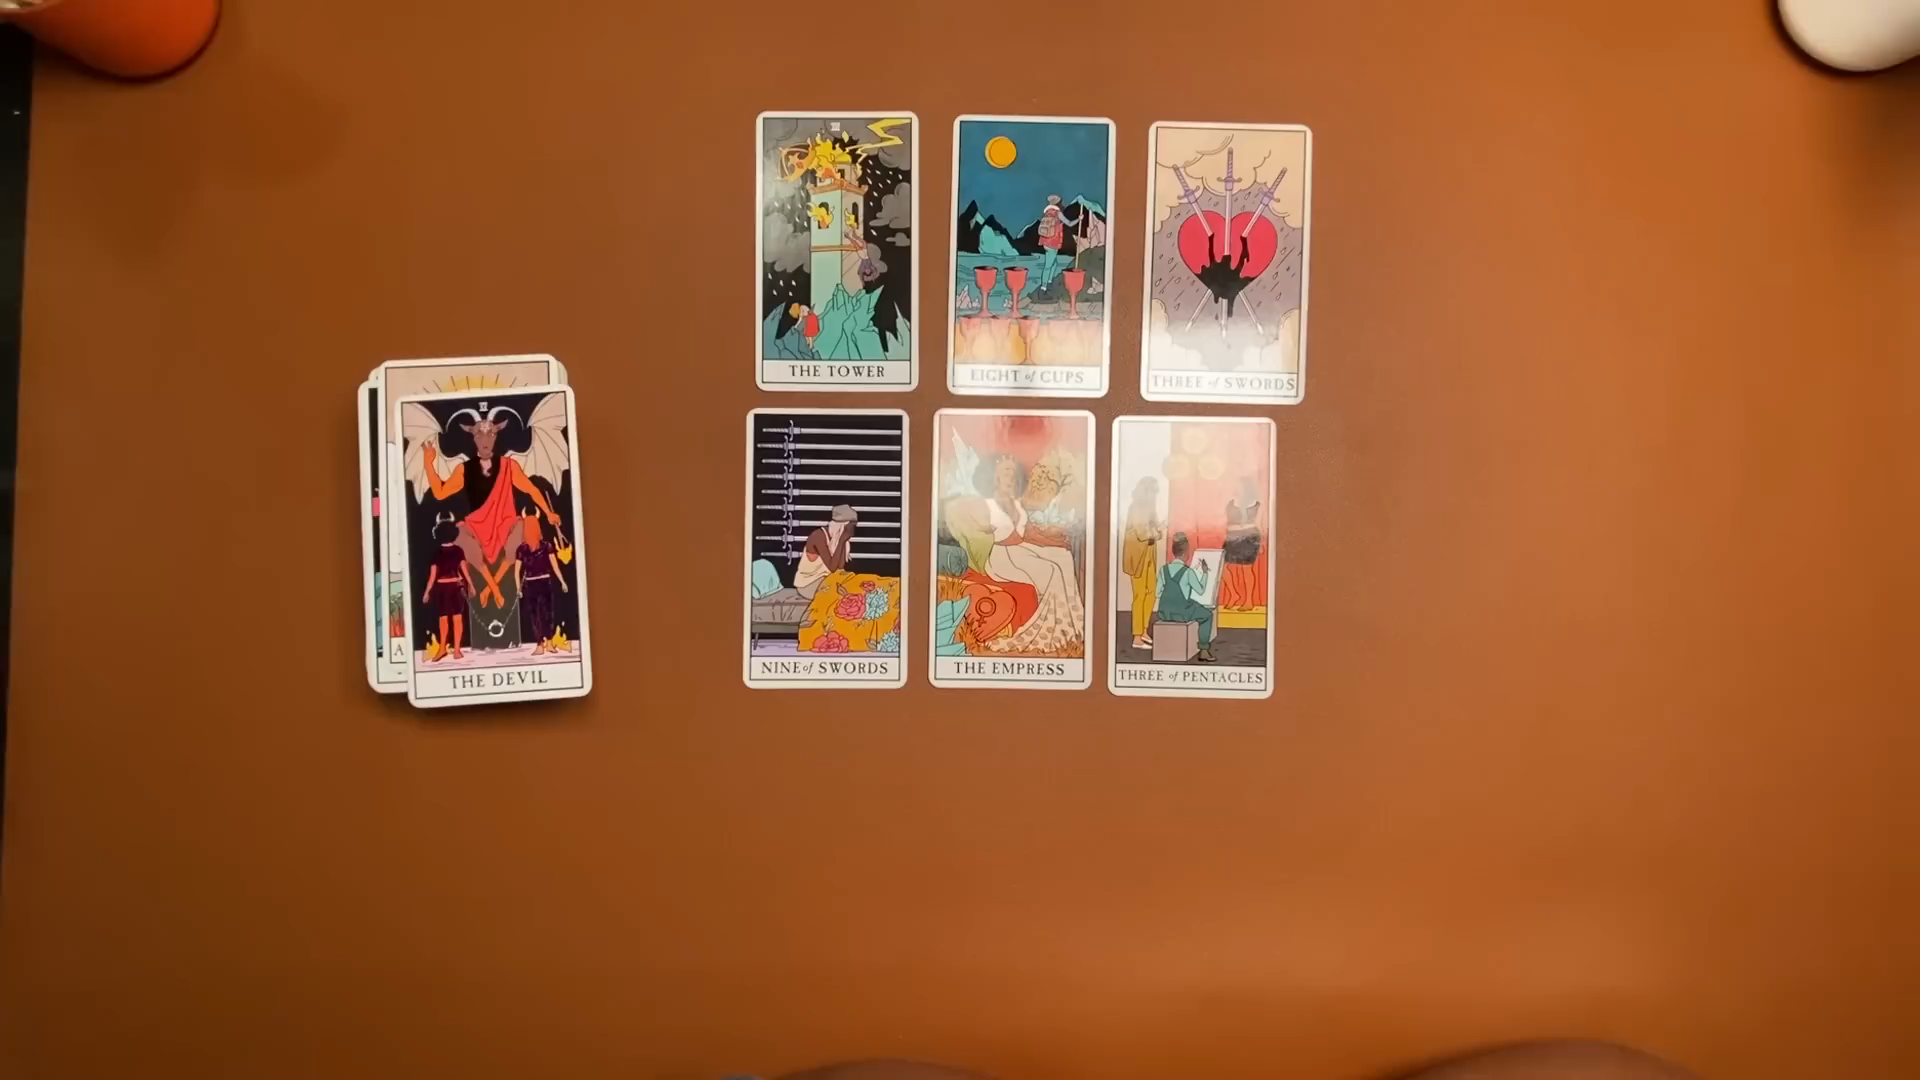 THE TOWER
EIGHT of CUPS
THREE of SWORDS
THE DEVIL
NINE of SWORDS
THE EMPRESS
THREE of PENTACLES
A